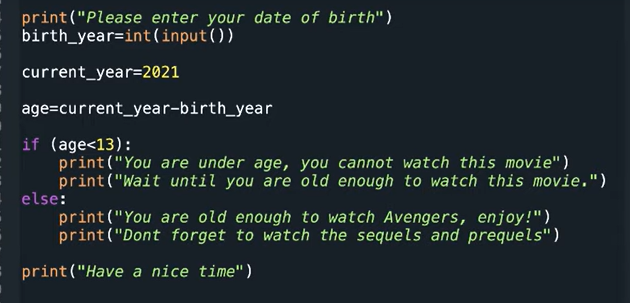 print("Please enter your date of birth")
birth_year=int(input())
current_year=2021
age=current_year-birth_year
if (age<13):
print("You are under age, you cannot watch this movie")
print("Wait until you are old enough to watch this movie.")
else:
print("You are old enough to watch Avengers, enjoy!")
print("Dont forget to watch the sequels and prequels")
print("Have a nice time")